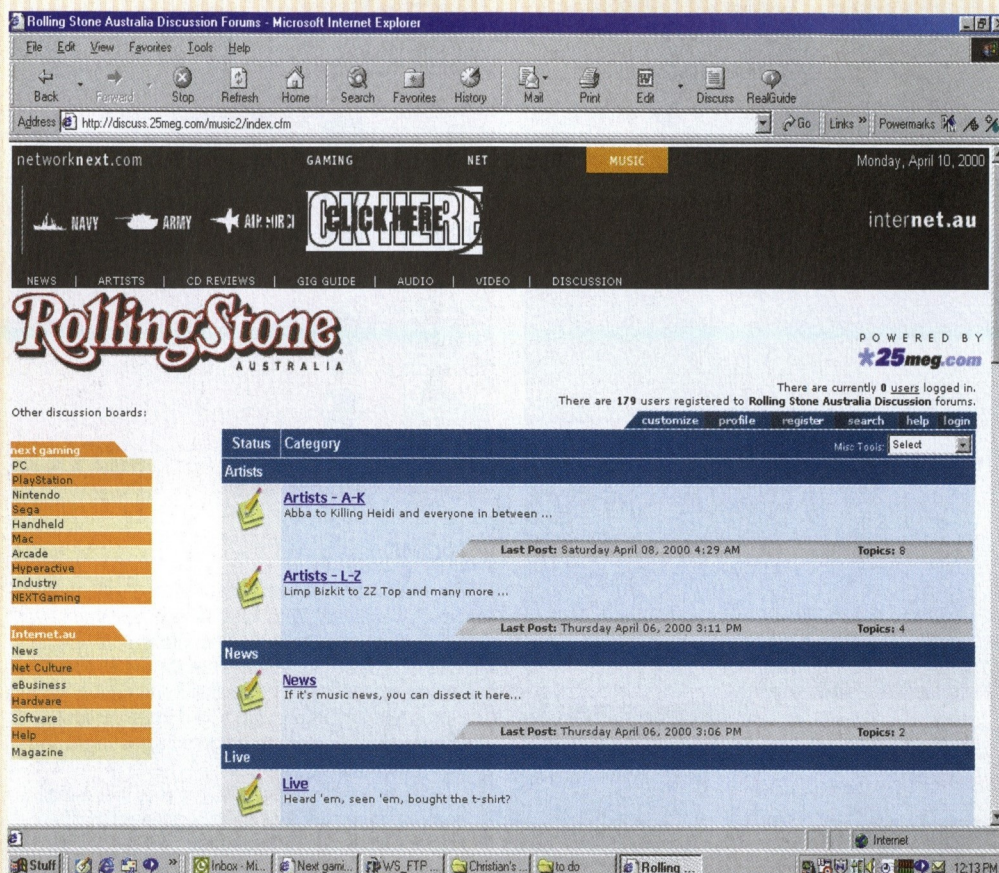 Rolling Stone Australia Discussion Forums - Microsoft Internet Explorer
File Edit View Favorites Tools Help
Back Forward Stop Refresh Home Search Favorites History Mail Print Edit Discuss RealGuide
Address http://discuss.25meg.com/music2/index.cfm Go Links » Powermarks
networknext.com GAMING NET MUSIC Monday, April 10, 2000
NAVY ARMY CLICK HERE internet.au
NEWS | ARTISTS | CD REVIEWS | GIG GUIDE | AUDIO | VIDEO | DISCUSSION
RollingStone
AUSTRALIA
POWERED BY
*25meg.com
There are currently 0 users logged in.
There are 179 users registered to Rolling Stone Australia Discussion forums.
Other discussion boards:
customize profile register search help login
Status Category Misc Tools: Select
next gaming
PC
PlayStation
Nintendo
Sega
Handheld
Mac
Arcade
Hyperactive
Industry
NEXTGaming
Internet.au
News
Net Culture
eBusiness
Hardware
Software
Help
Magazine
Artists
Artists - A-K
Abba to Killing Heidi and everyone in between ...
Last Post: Saturday April 08, 2000 4:29 AM Topics: 8
Artists - L-Z
Limp Bizkit to ZZ Top and many more ...
Last Post: Thursday April 06, 2000 3:11 PM Topics: 4
News
News
If it's music news, you can dissect it here...
Last Post: Thursday April 06, 2000 3:06 PM Topics: 2
Live
Live
Heard 'em, seen 'em, bought the t-shirt?
Internet
Stuff » Inbox - Mi... Next gami... WS_FTP ... Christian's ... to do Rolling ... 12:13 PM